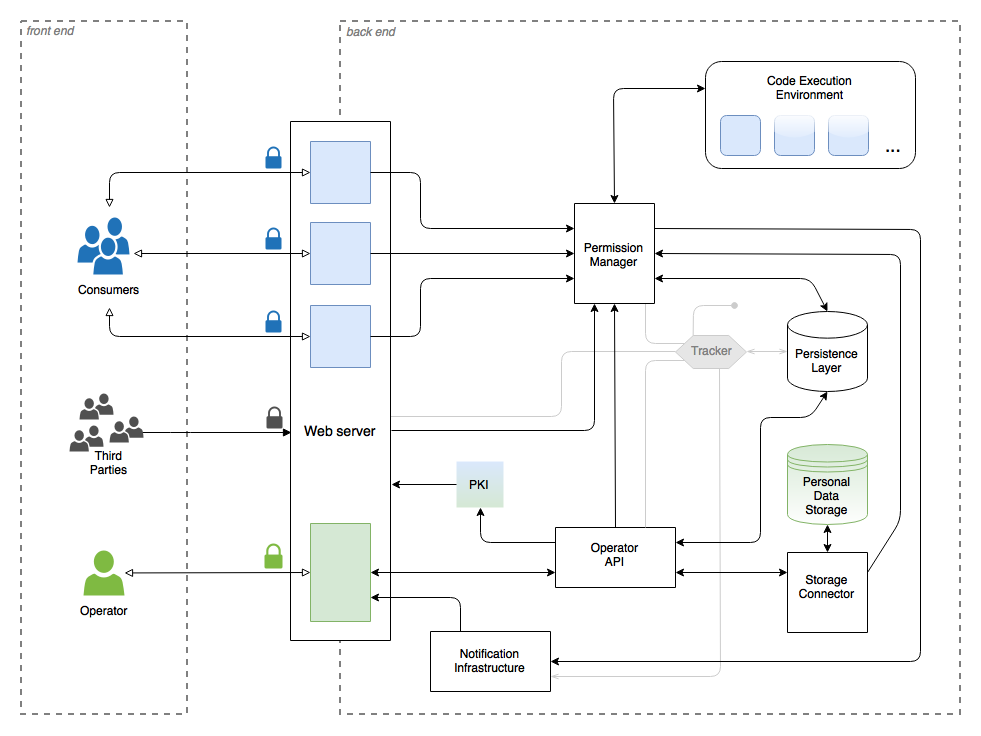 front end
back end
Code Execution
Environment
...
Permission
Manager
Consumers
Tracker
Persistence
Layer
Web server
Third
Parties
PKI
Personal
Data
Storage
Operator
API
Storage
Connector
Operator
Notification
Infrastructure